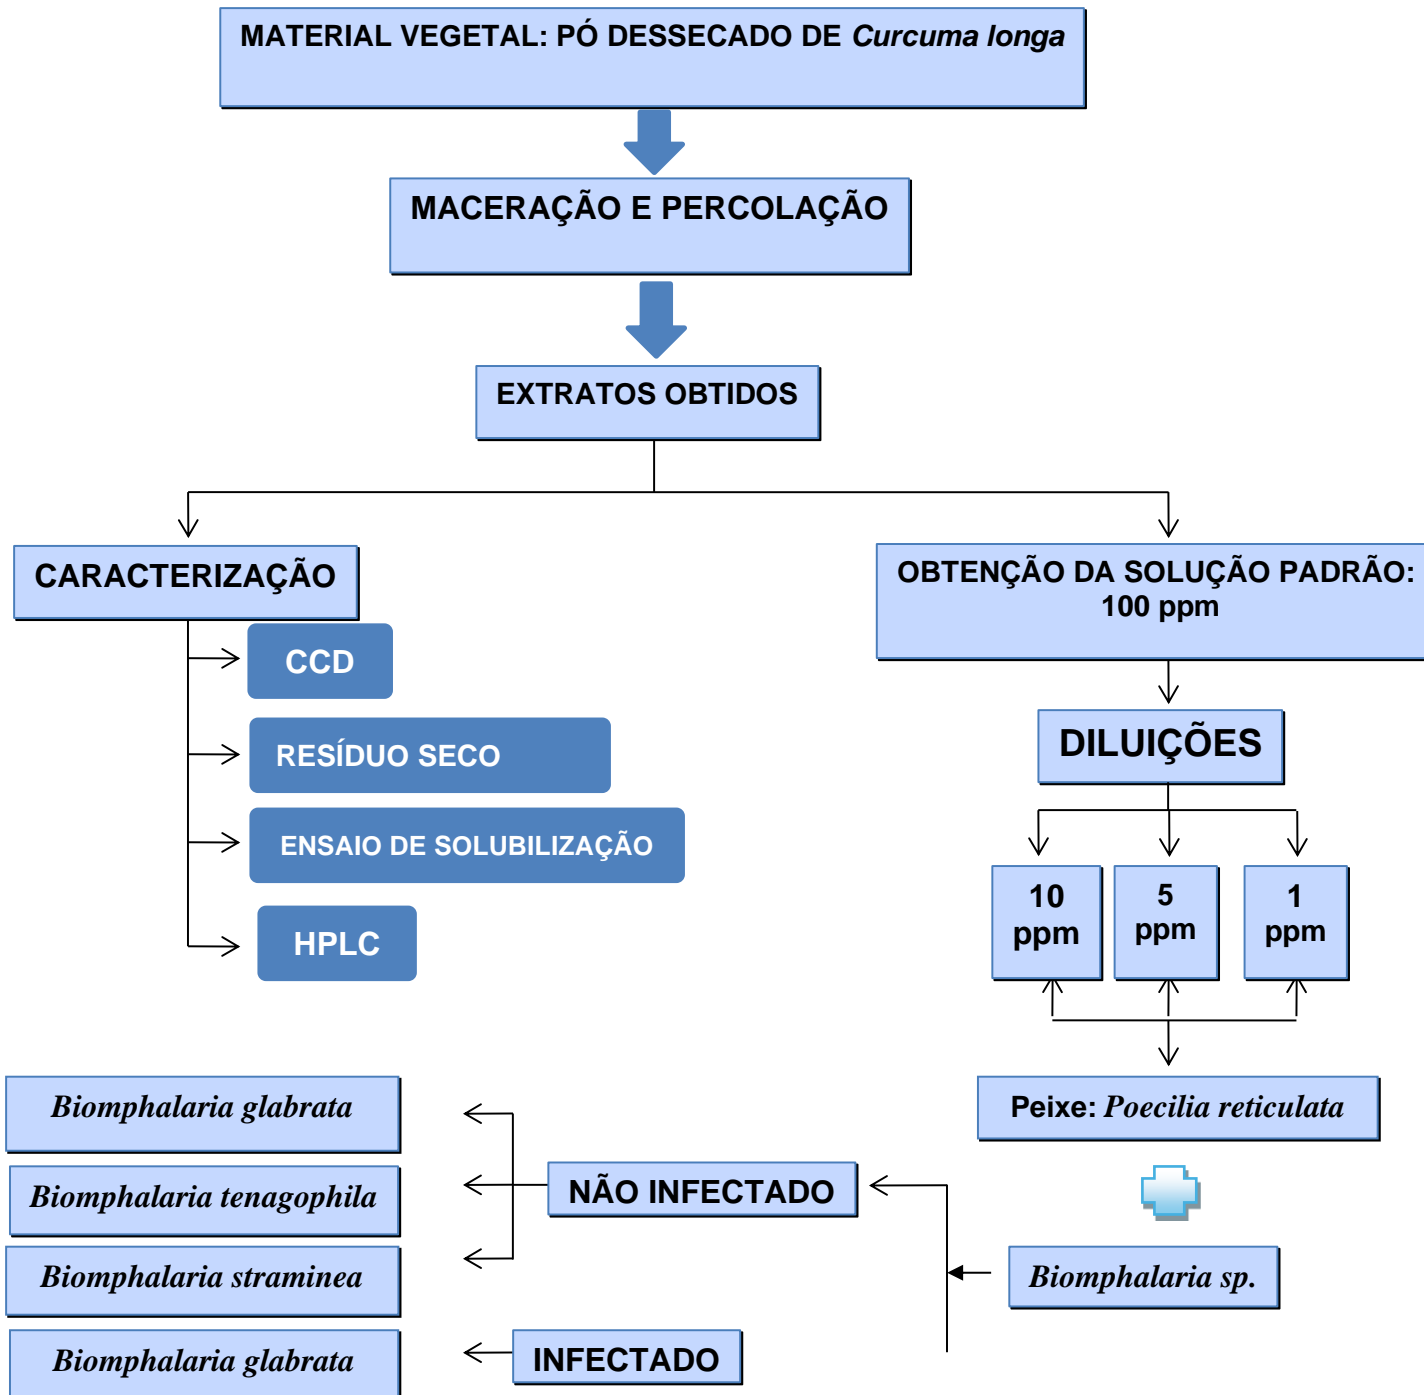 MATERIAL VEGETAL: PÓ DESSECADO DE Curcuma longa
MACERAÇÃO E PERCOLAÇÃO
EXTRATOS OBTIDOS
CARACTERIZAÇÃO
CCD
RESÍDUO SECO
ENSAIO DE SOLUBILIZAÇÃO
HPLC
OBTENÇÃO DA SOLUÇÃO PADRÃO:
100 ppm
DILUIÇÕES
10
ppm
5
ppm
1
ppm
Peixe: Poecilia reticulata
Biomphalaria sp.
NÃO INFECTADO
Biomphalaria glabrata
Biomphalaria tenagophila
Biomphalaria straminea
INFECTADO
Biomphalaria glabrata